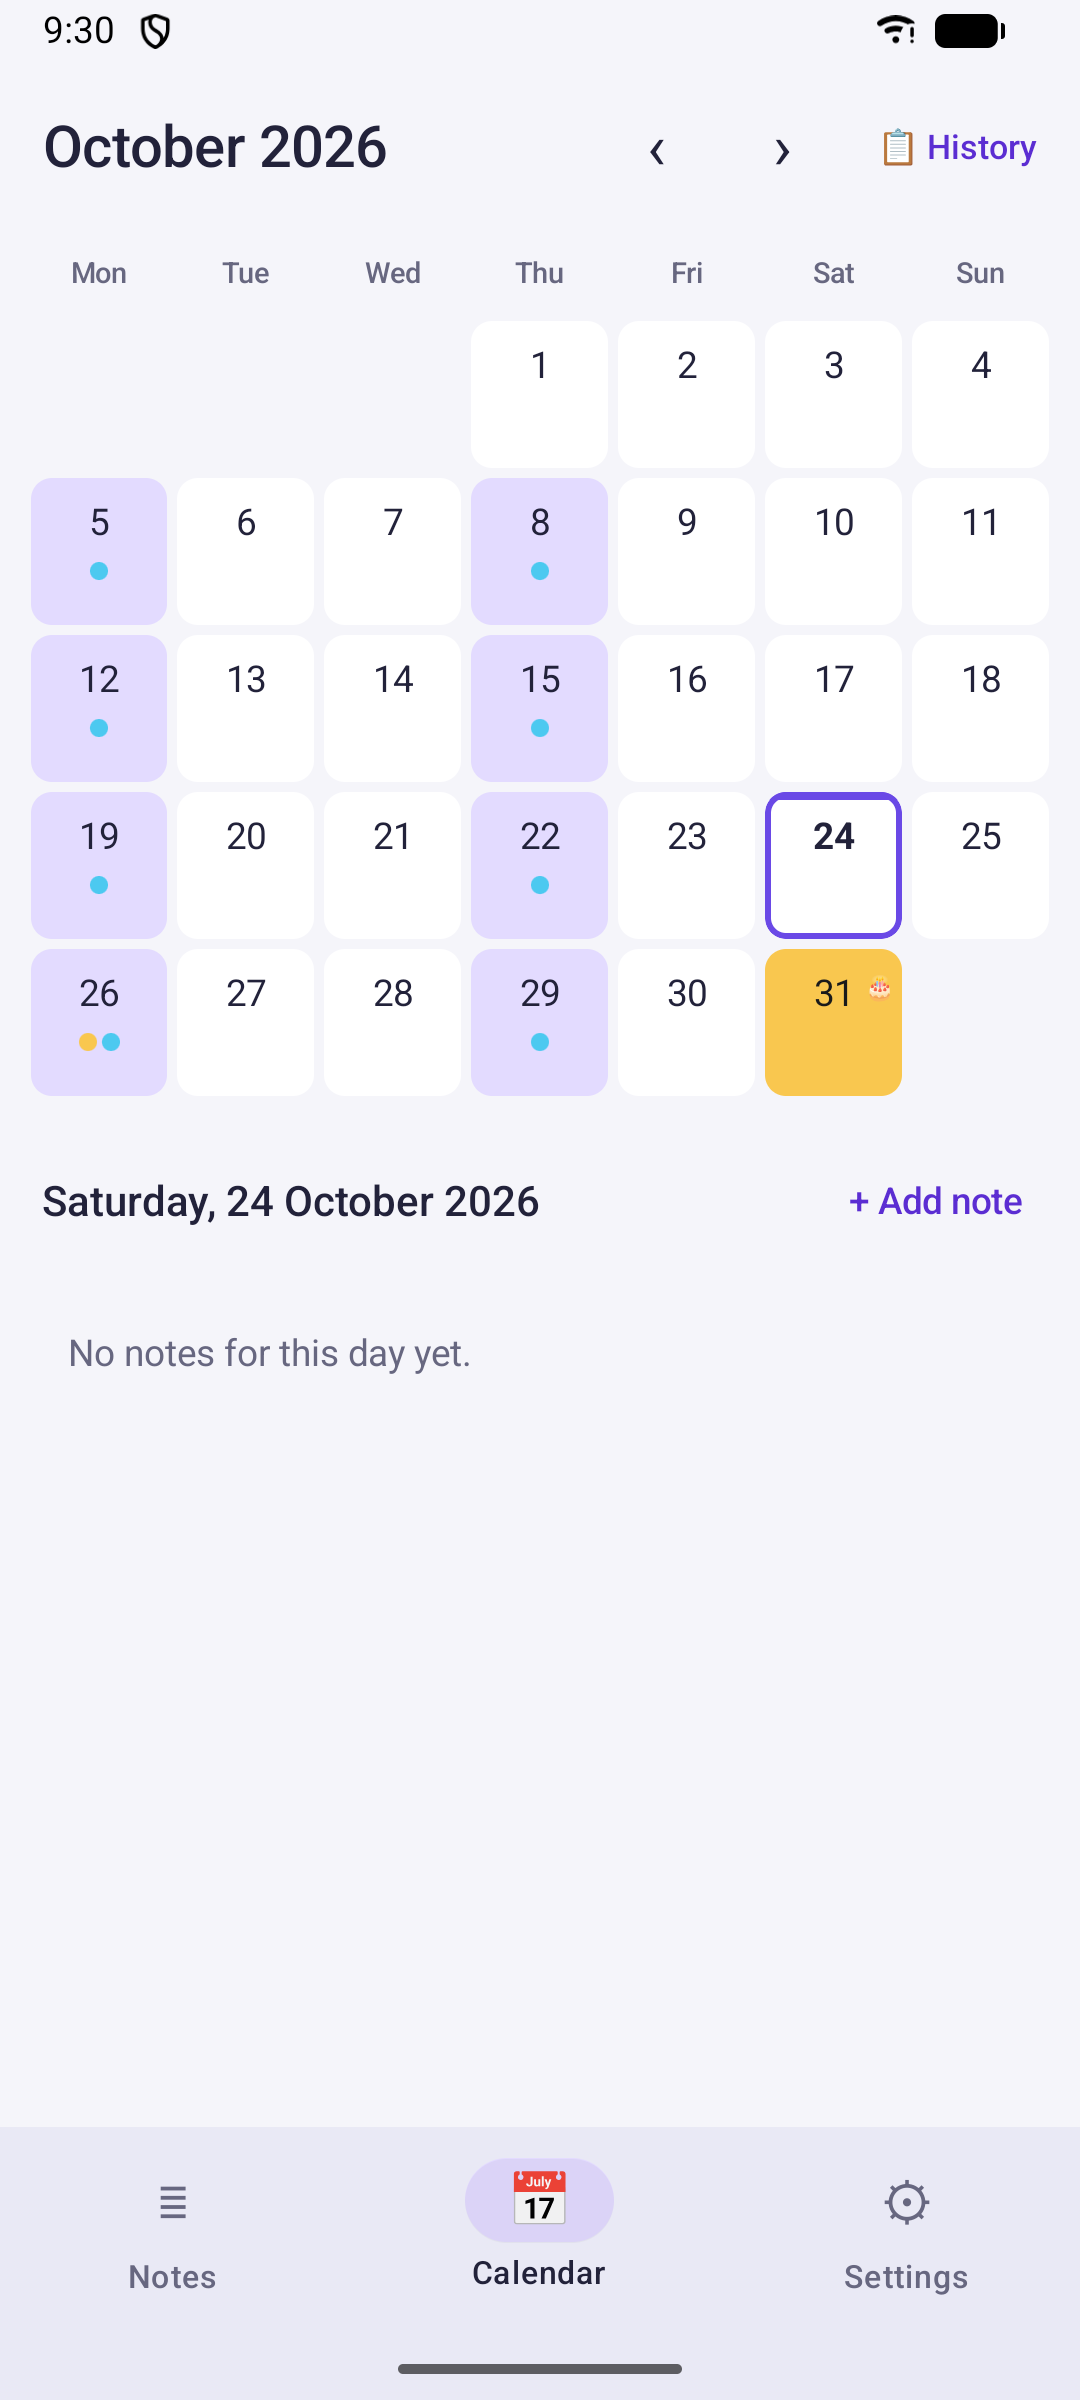 9:30
October 2026 ‹ › 📋 History
Mon Tue Wed Thu Fri Sat Sun
1 2 3 4
5 6 7 8 9 10 11
12 13 14 15 16 17 18
19 20 21 22 23 24 25
26 27 28 29 30 31
Saturday, 24 October 2026 + Add note
No notes for this day yet.
July
17
Notes Calendar Settings